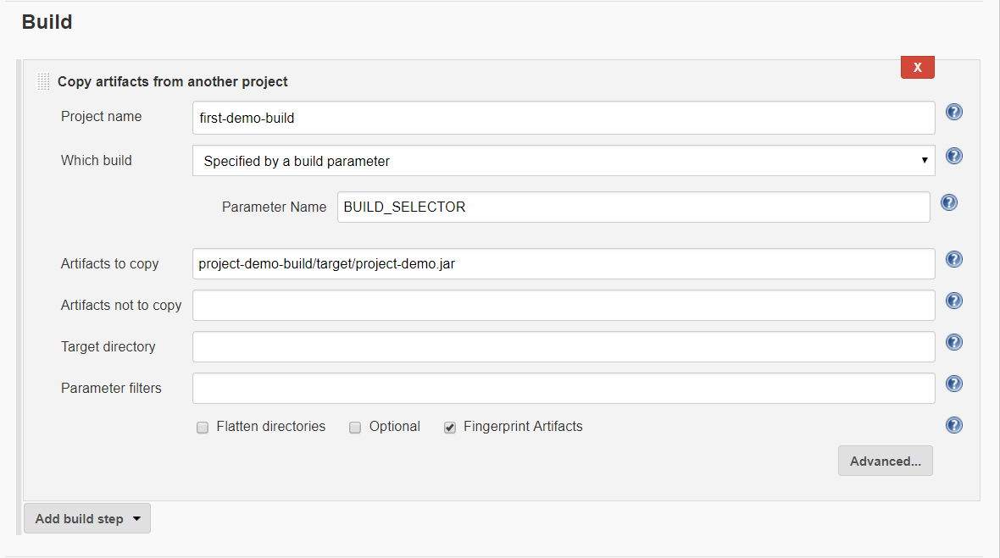 Build
X
Copy artifacts from another project
Project name first-demo-build ?
Which build Specified by a build parameter ?
Parameter Name BUILD_SELECTOR ?
Artifacts to copy project-demo-build/target/project-demo.jar ?
Artifacts not to copy ?
Target directory ?
Parameter filters ?
Flatten directories Optional Fingerprint Artifacts ?
Advanced...
Add build step